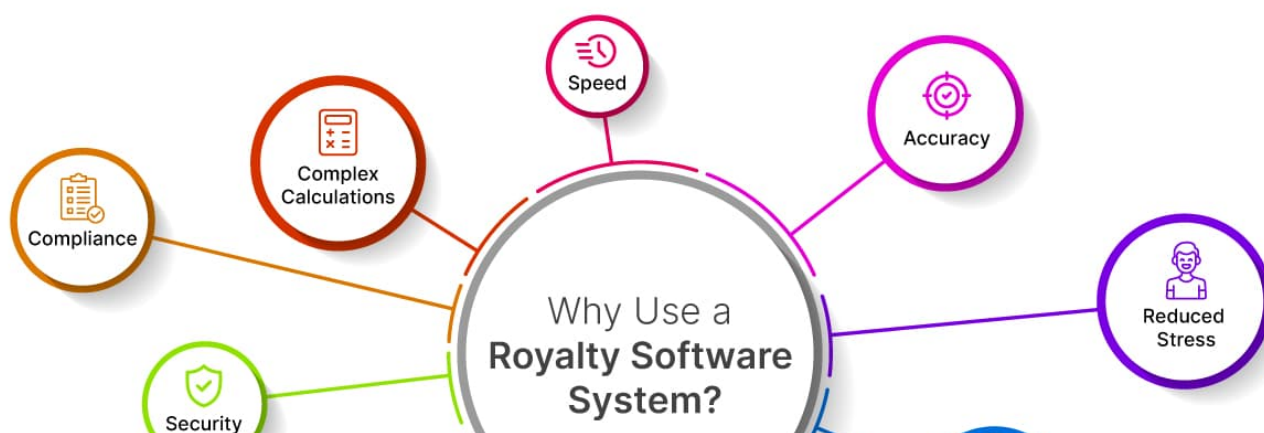 Speed
Accuracy
Complex
Calculations
Compliance
Reduced
Stress
Security
Why Use a
Royalty Software
System?